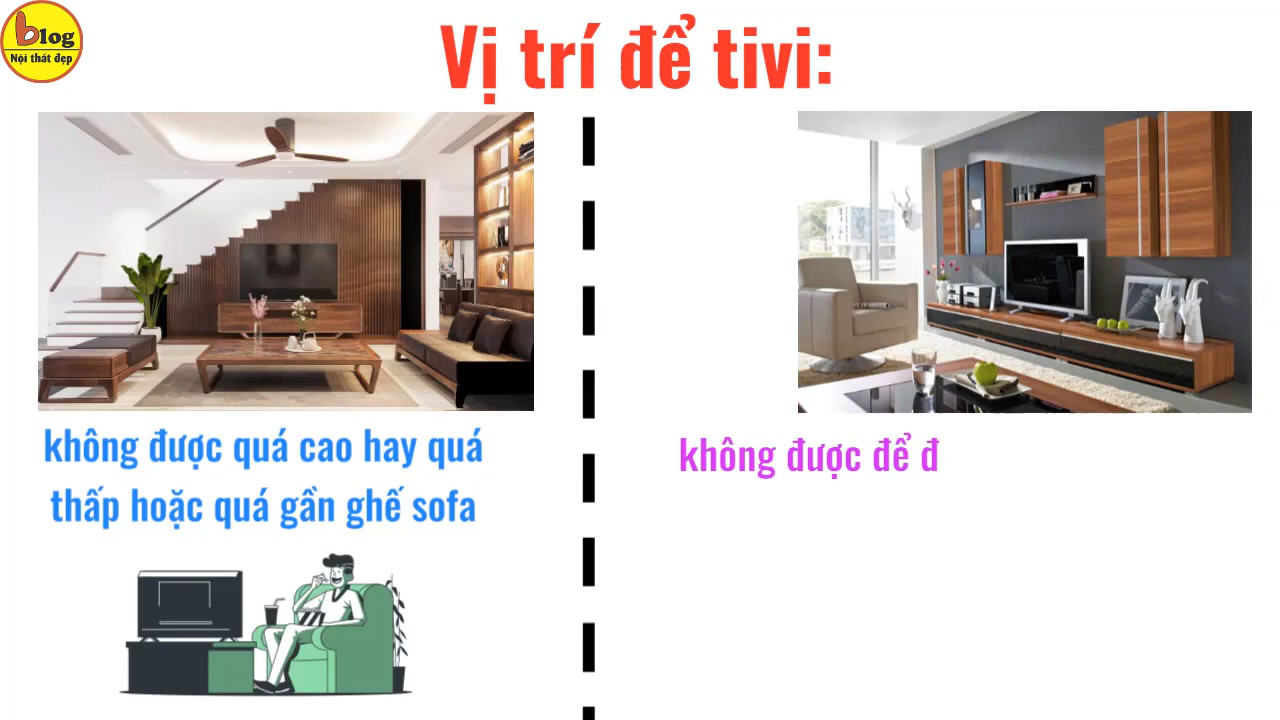 blog
Nội thất đẹp
Vị trí để tivi:
không được quá cao hay quá
thấp hoặc quá gần ghế sofa
không được để đ